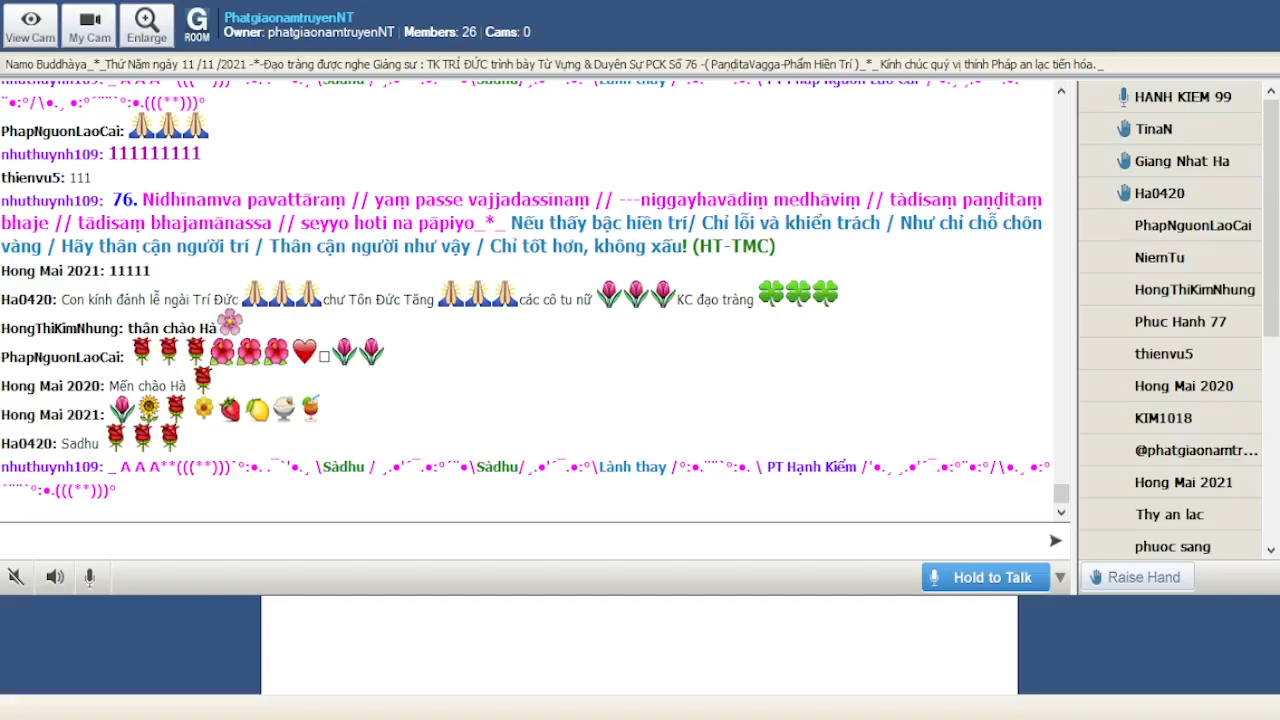 View Cam
My Cam
Enlarge
G
ROOM
PhatgiaonamtruyenNT
Owner: phatgiaonamtruyenNT | Members: 26 | Cams: 0
Namo Buddhàya_*_Thứ Năm ngày 11 /11 /2021 -*-Đạo tràng được nghe Giảng sư : TK TRÍ ĐỨC trình bày Từ Vựng & Duyên Sự PCK Số 76 -( PaṇḍitaVagga-Phẩm Hiền Trí )_*_ Kính chúc quý vị thính Pháp an lạc tiến hóa._
¨●:º/\●.¸ ●:º´¨¨`º:●.(((**)))º
PhapNguonLaoCai: 🙏🙏🙏
nhuthuynh109: 111111111
thienvu5: 111
nhuthuynh109: 76. Nidhīnamva pavattāraṃ // yaṃ passe vajjadassīnaṃ // ---niggayhavādiṃ medhāviṃ // tàdisaṃ paṇḍitaṃ
bhaje // tādisaṃ bhajamānassa // seyyo hoti na pāpiyo_*_ Nếu thấy bậc hiền trí/ Chỉ lỗi và khiển trách / Như chỉ chỗ chôn
vàng / Hãy thân cận người trí / Thân cận người như vậy / Chỉ tốt hơn, không xấu! (HT-TMC)
Hong Mai 2021: 11111
Ha0420: Con kính đảnh lễ ngài Trí Đức 🙏🙏🙏chư Tôn Đức Tăng 🙏🙏🙏các cô tu nữ 🌷🌷🌷KC đạo tràng 🍀🍀🍀
HongThiKimNhung: thân chào Hà🌸
PhapNguonLaoCai: 🌹🌹🌹🌺🌺🌺❤□🌷🌷
Hong Mai 2020: Mến chào Hà 🌹
Hong Mai 2021: 🌷🌻🌹🌼🍓🍋🍨🍹
Ha0420: Sadhu 🌹🌹🌹
nhuthuynh109: _ A A A**(((**)))`º:●. .¯`'●.¸ \Sàdhu / ¸.●'´¯.●:º´¨●\Sàdhu/¸.●'´¯.●:º\Lành thay /º:●.¨¨`º:●. \ PT Hạnh Kiểm /'●.¸ ¸.●'´¯.●:º¨●:º/\●.¸ ●:º
´¨¨`º:●.(((**)))º
Hold to Talk
HANH KIEM 99
TinaN
Giang Nhat Ha
Ha0420
PhapNguonLaoCai
NiemTu
HongThiKimNhung
Phuc Hanh 77
thienvu5
Hong Mai 2020
KIM1018
@phatgiaonamtr...
Hong Mai 2021
Thy an lac
phuoc sang
Raise Hand